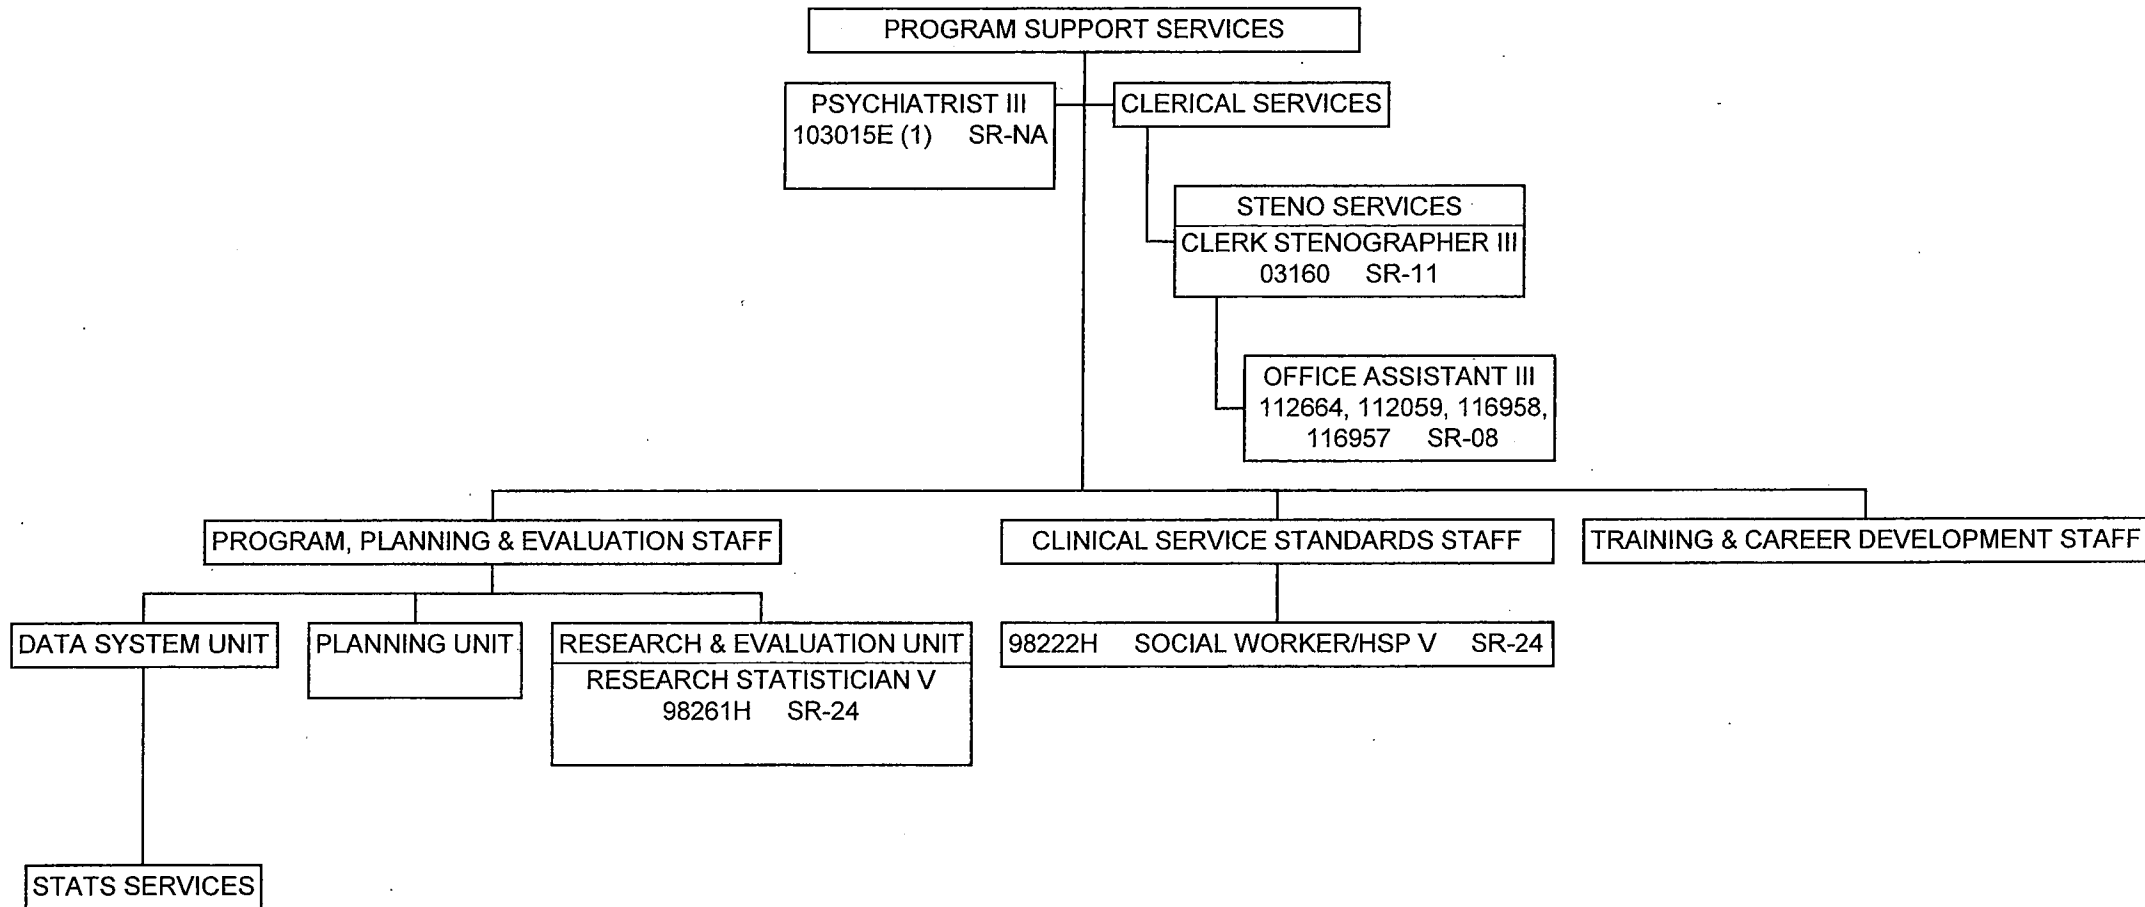 PROGRAM SUPPORT SERVICES
PSYCHIATRIST III
103015E (1) SR-NA
CLERICAL SERVICES
STENO SERVICES
CLERK STENOGRAPHER III
03160 SR-11
OFFICE ASSISTANT III
112664, 112059, 116958,
116957 SR-08
PROGRAM, PLANNING & EVALUATION STAFF
CLINICAL SERVICE STANDARDS STAFF
TRAINING & CAREER DEVELOPMENT STAFF
DATA SYSTEM UNIT
PLANNING UNIT
RESEARCH & EVALUATION UNIT
RESEARCH STATISTICIAN V
98261H SR-24
98222H SOCIAL WORKER/HSP V SR-24
STATS SERVICES